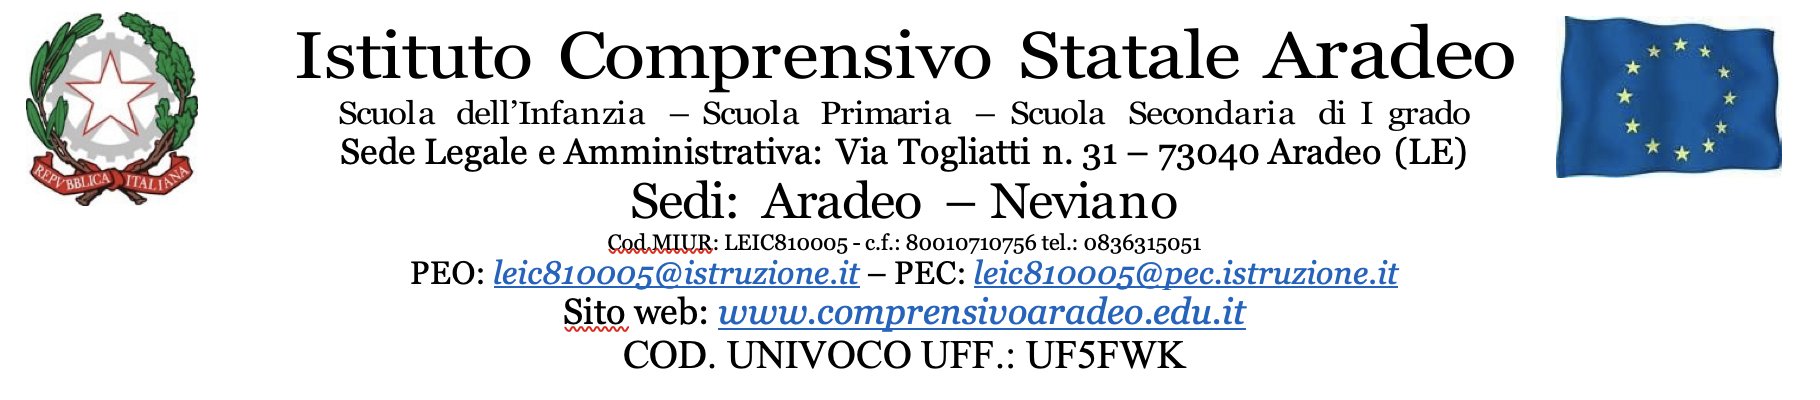 Istituto Comprensivo Statale Aradeo
Scuola dell’Infanzia – Scuola Primaria – Scuola Secondaria di I grado
Sede Legale e Amministrativa: Via Togliatti n. 31 – 73040 Aradeo (LE)
Sedi: Aradeo – Neviano
Cod.MIUR: LEIC810005 - c.f.: 80010710756 tel.: 0836315051
PEO: leic810005@istruzione.it – PEC: leic810005@pec.istruzione.it
Sito web: www.comprensivoaradeo.edu.it
COD. UNIVOCO UFF.: UF5FWK
REPVBBLICA ITALIANA